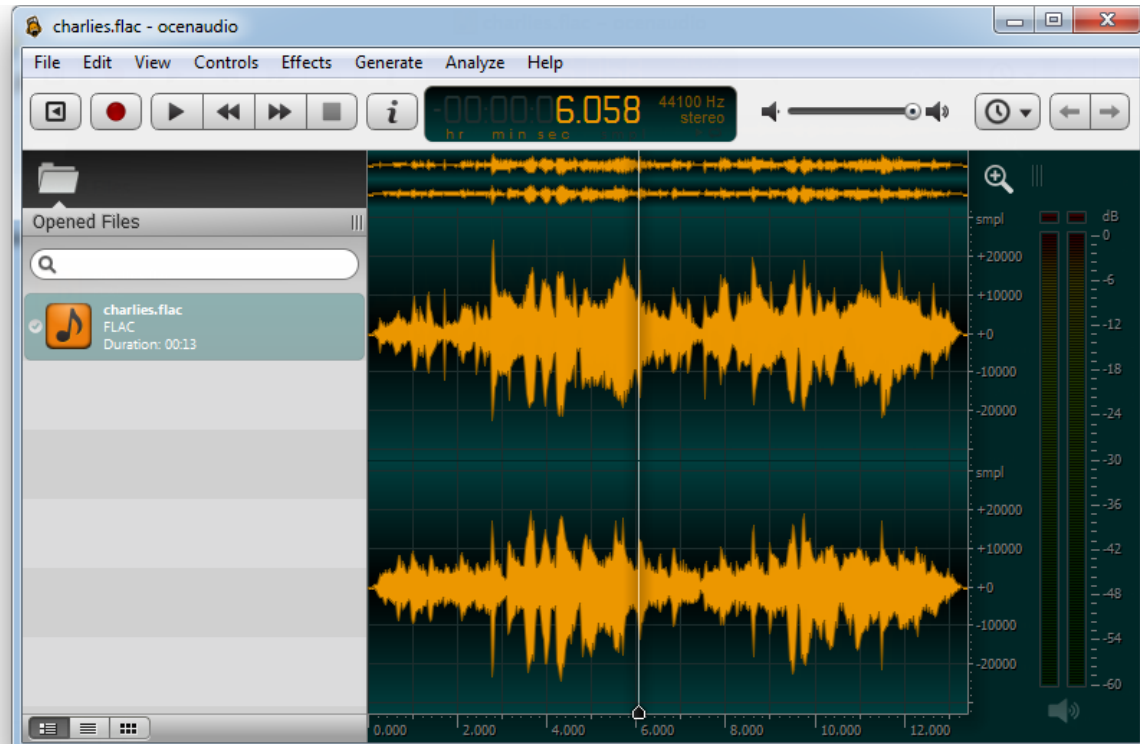 charlies.flac - ocenaudio
File Edit View Controls Effects Generate Analyze Help
-00:00:06.058
44100 Hz
stereo
hr min sec
Opened Files
charlies.flac
FLAC
Duration: 00:13
smpl
+20000
+10000
+0
-10000
-20000
smpl
+20000
+10000
+0
-10000
-20000
dB
0
-6
-12
-18
-24
-30
-36
-42
-48
-54
-60
0.000 2.000 4.000 6.000 8.000 10.000 12.000